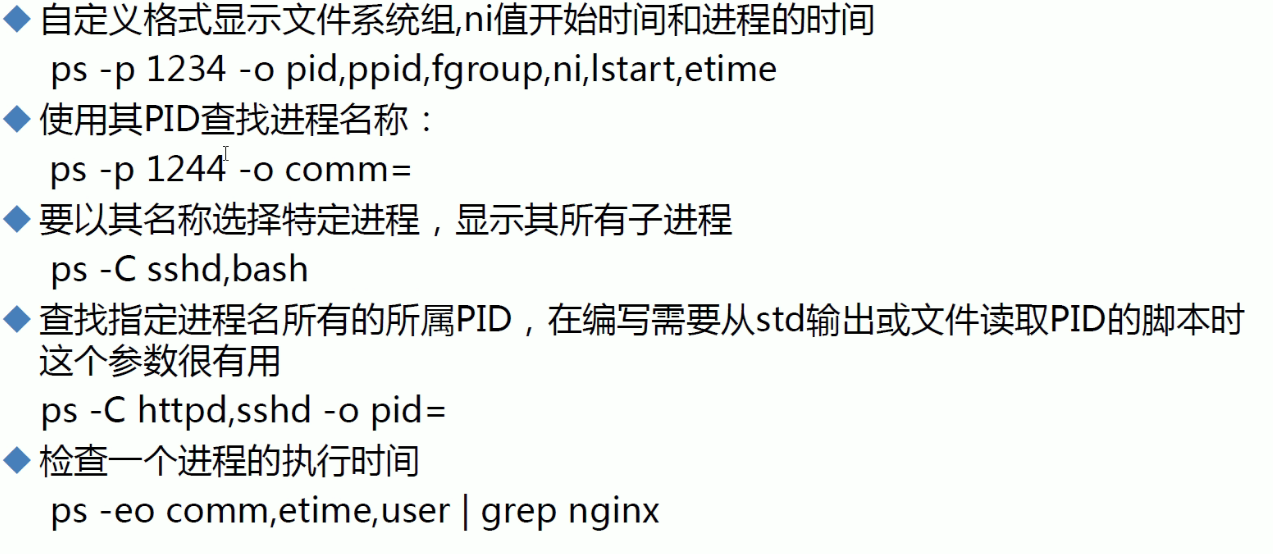 自定义格式显示文件系统组,ni值开始时间和进程的时间
ps -p 1234 -o pid,ppid,fgroup,ni,lstart,etime
使用其PID查找进程名称：
ps -p 1244 -o comm=
要以其名称选择特定进程，显示其所有子进程
ps -C sshd,bash
查找指定进程名所有的所属PID，在编写需要从std输出或文件读取PID的脚本时
这个参数很有用
ps -C httpd,sshd -o pid=
检查一个进程的执行时间
ps -eo comm,etime,user | grep nginx